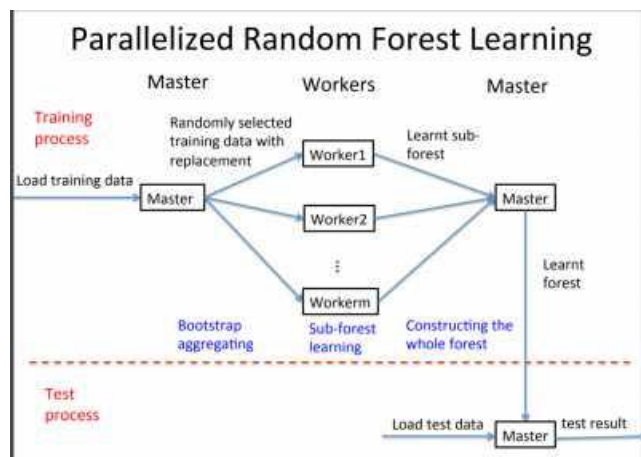 Parallelized Random Forest Learning
Master
Workers
Master
Training
process
Randomly selected
training data with
replacement
Learnt sub-
forest
Load training data
Master
Worker1
Worker2
⋮
Workerm
Master
Learnt
forest
Bootstrap
aggregating
Sub-forest
learning
Constructing the
whole forest
Test
process
Load test data
Master
test result